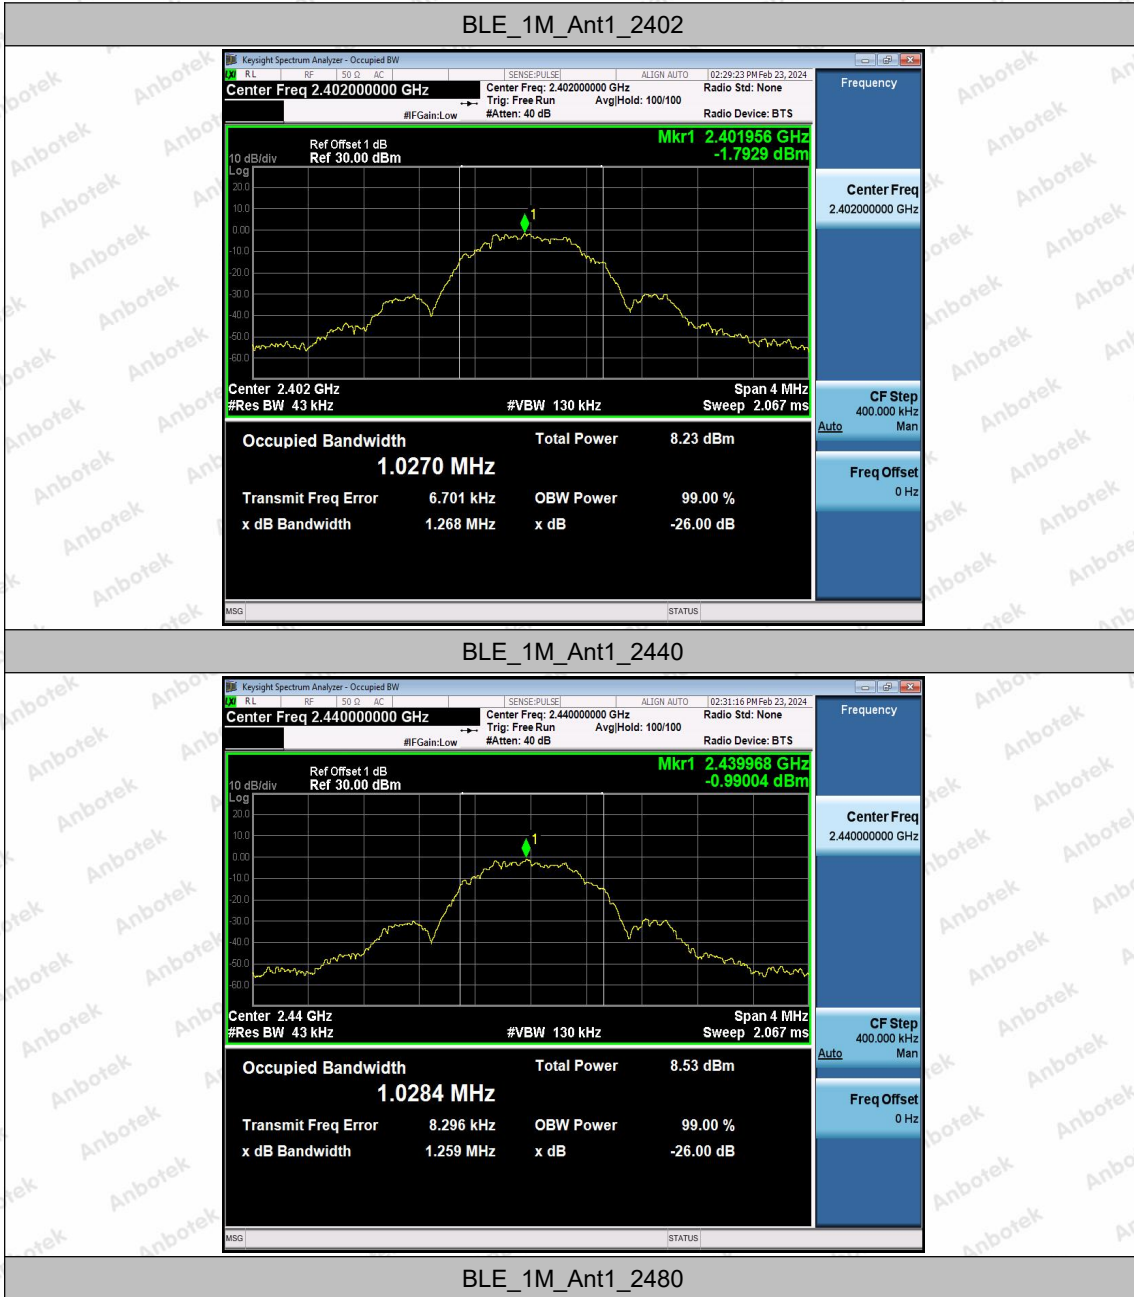 BLE_1M_Ant1_2402
Keysight Spectrum Analyzer - Occupied BW
LXI RL RF 50 Ω AC SENSE:PULSE ALIGN AUTO 02:29:23 PM Feb 23, 2024
Center Freq 2.402000000 GHz
Center Freq: 2.402000000 GHz
Radio Std: None
Trig: Free Run Avg|Hold: 100/100
#IFGain:Low #Atten: 40 dB Radio Device: BTS
Frequency
Mkr1 2.401956 GHz
-1.7929 dBm
Ref Offset 1 dB
10 dB/div Ref 30.00 dBm
Log
20.0
10.0
0.00
-10.0
-20.0
-30.0
-40.0
-50.0
-60.0
1
Center 2.402 GHz Span 4 MHz
#Res BW 43 kHz #VBW 130 kHz Sweep 2.067 ms
Center Freq
2.402000000 GHz
CF Step
400.000 kHz
Auto Man
Freq Offset
0 Hz
Occupied Bandwidth Total Power 8.23 dBm
1.0270 MHz
Transmit Freq Error 6.701 kHz OBW Power 99.00 %
x dB Bandwidth 1.268 MHz x dB -26.00 dB
MSG STATUS
BLE_1M_Ant1_2440
Keysight Spectrum Analyzer - Occupied BW
LXI RL RF 50 Ω AC SENSE:PULSE ALIGN AUTO 02:31:16 PM Feb 23, 2024
Center Freq 2.440000000 GHz
Center Freq: 2.440000000 GHz
Radio Std: None
Trig: Free Run Avg|Hold: 100/100
#IFGain:Low #Atten: 40 dB Radio Device: BTS
Frequency
Mkr1 2.439968 GHz
-0.99004 dBm
Ref Offset 1 dB
10 dB/div Ref 30.00 dBm
Log
20.0
10.0
0.00
-10.0
-20.0
-30.0
-40.0
-50.0
-60.0
1
Center 2.44 GHz Span 4 MHz
#Res BW 43 kHz #VBW 130 kHz Sweep 2.067 ms
Center Freq
2.440000000 GHz
CF Step
400.000 kHz
Auto Man
Freq Offset
0 Hz
Occupied Bandwidth Total Power 8.53 dBm
1.0284 MHz
Transmit Freq Error 8.296 kHz OBW Power 99.00 %
x dB Bandwidth 1.259 MHz x dB -26.00 dB
MSG STATUS
BLE_1M_Ant1_2480
Anbotek